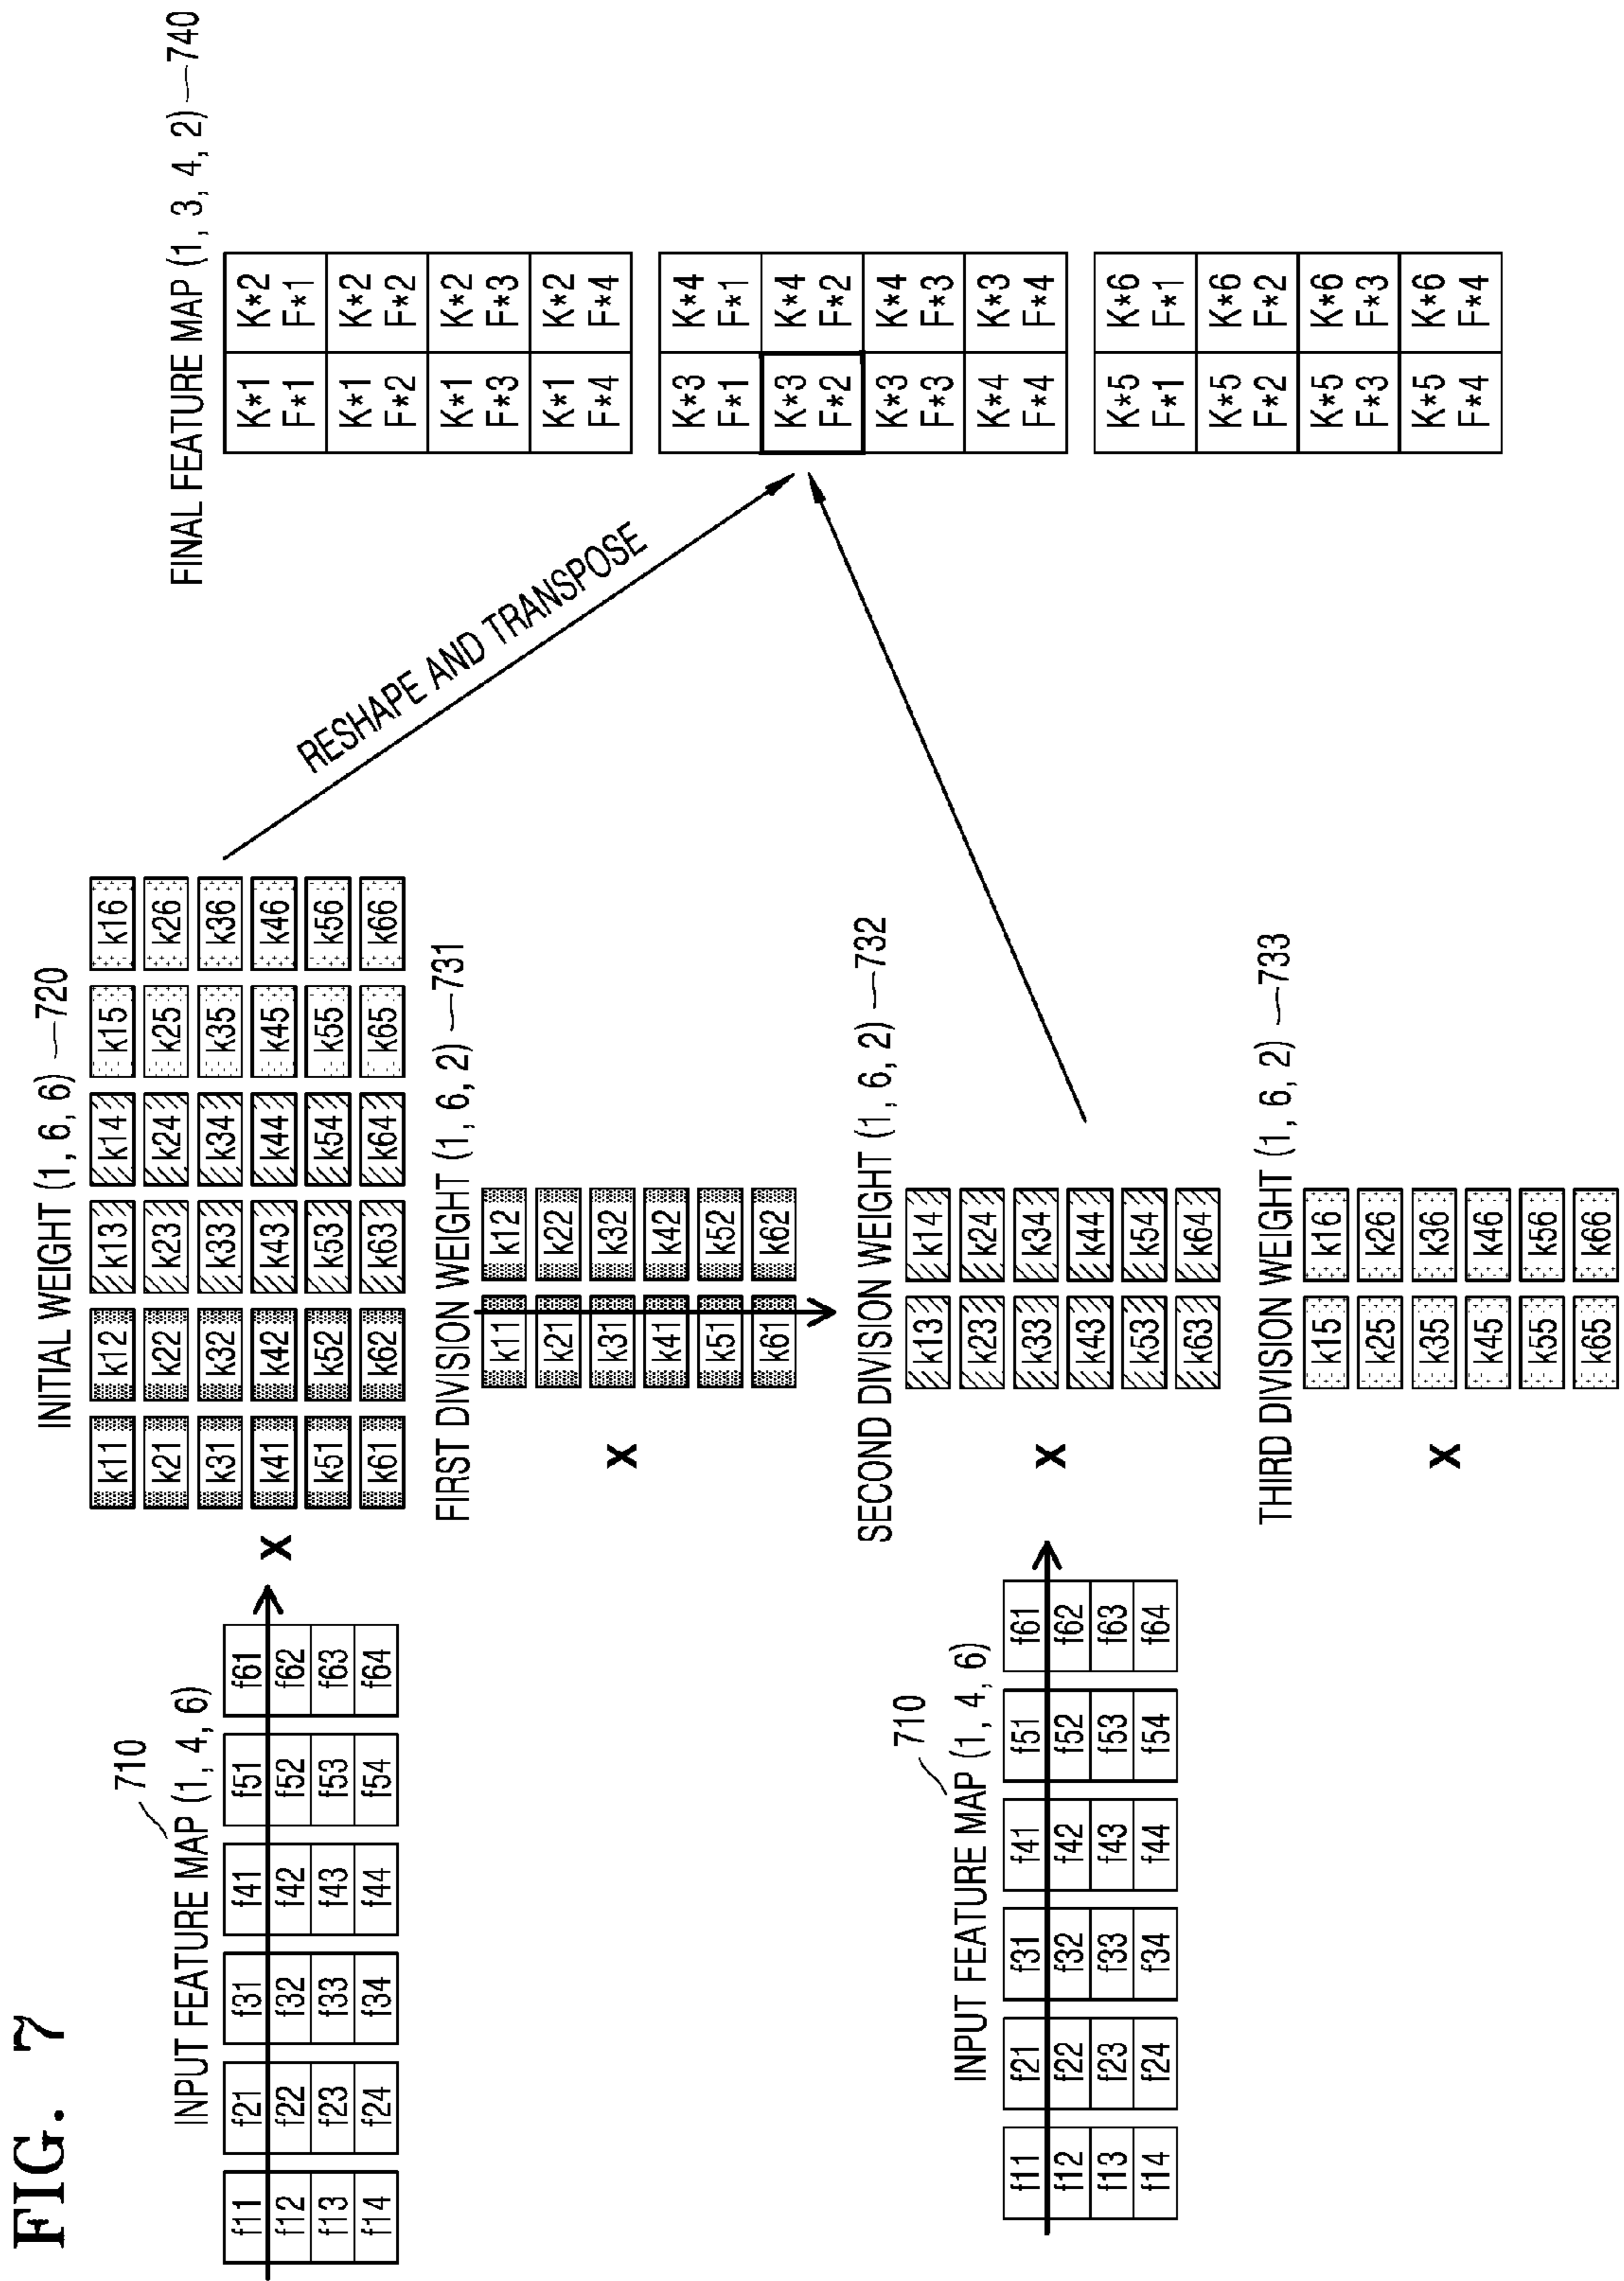 FIG. 7
INPUT FEATURE MAP (1, 4, 6)
710
f11 f21 f31 f41 f51 f61
f12 f22 f32 f42 f52 f62
f13 f23 f33 f43 f53 f63
f14 f24 f34 f44 f54 f64
X
INITIAL WEIGHT (1, 6, 6) 720
k11 k12 k13 k14 k15 k16
k21 k22 k23 k24 k25 k26
k31 k32 k33 k34 k35 k36
k41 k42 k43 k44 k45 k46
k51 k52 k53 k54 k55 k56
k61 k62 k63 k64 k65 k66
RESHAPE AND TRANSPOSE
INPUT FEATURE MAP (1, 4, 6)
710
f11 f21 f31 f41 f51 f61
f12 f22 f32 f42 f52 f62
f13 f23 f33 f43 f53 f63
f14 f24 f34 f44 f54 f64
FIRST DIVISION WEIGHT (1, 6, 2) 731
X
k11 k12
k21 k22
k31 k32
k41 k42
k51 k52
k61 k62
SECOND DIVISION WEIGHT (1, 6, 2) 732
X
k13 k14
k23 k24
k33 k34
k43 k44
k53 k54
k63 k64
THIRD DIVISION WEIGHT (1, 6, 2) 733
X
k15 k16
k25 k26
k35 k36
k45 k46
k55 k56
k65 k66
FINAL FEATURE MAP (1, 3, 4, 2) 740
K*1 K*2
F*1 F*1
K*1 K*2
F*2 F*2
K*1 K*2
F*3 F*3
K*1 K*2
F*4 F*4
K*3 K*4
F*1 F*1
K*3 K*4
F*2 F*2
K*3 K*4
F*3 F*3
K*4 K*3
F*4 F*4
K*5 K*6
F*1 F*1
K*5 K*6
F*2 F*2
K*5 K*6
F*3 F*3
K*5 K*6
F*4 F*4